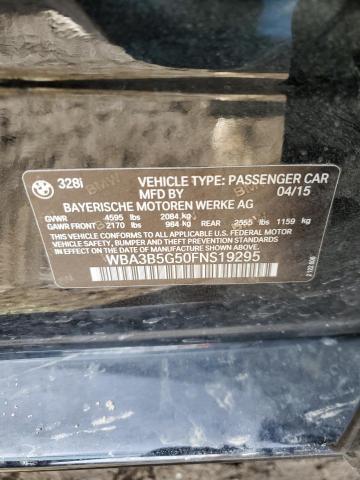 328i VEHICLE TYPE: PASSENGER CAR
MFD BY 04/15
BAYERISCHE MOTOREN WERKE AG
GVWR 4595 lbs 2084 kg
GAWR FRONT 2170 lbs 984 kg GAWR REAR 2555 lbs 1159 kg
THIS VEHICLE CONFORMS TO ALL APPLICABLE U.S. FEDERAL MOTOR
VEHICLE SAFETY, BUMPER, AND THEFT PREVENTION STANDARDS IN
EFFECT ON THE DATE OF MANUFACTURE SHOWN ABOVE.
WBA3B5G50FNS19295